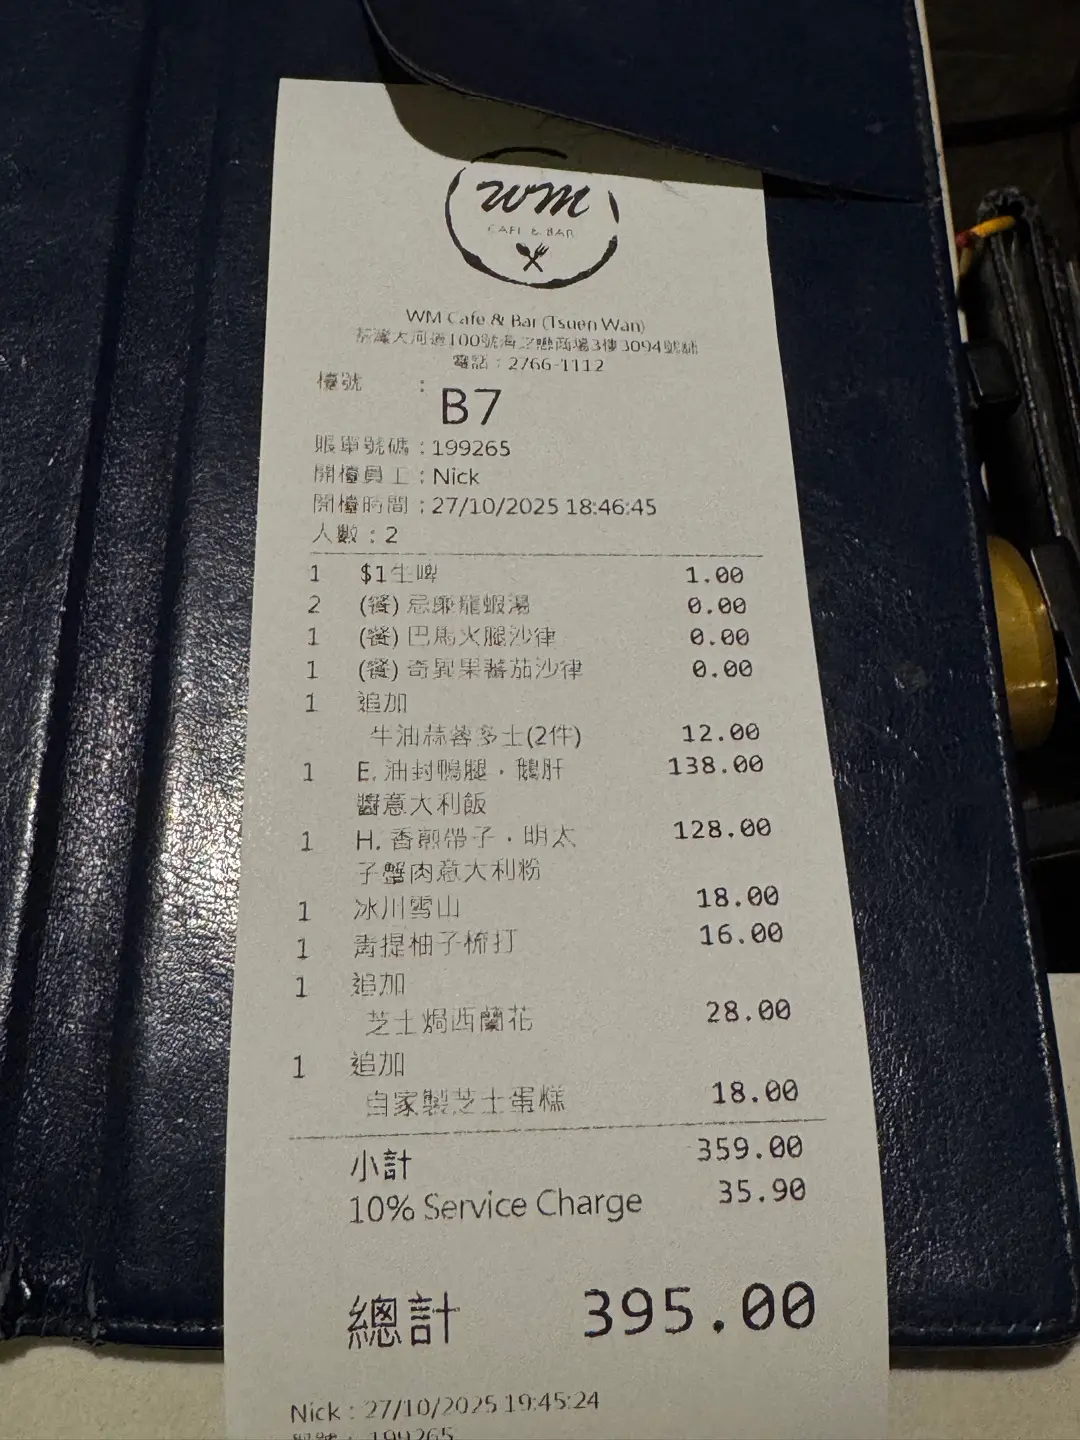 WM
CAFE & BAR
WM Cafe & Bar (Tsuen Wan)
荃灣大河道100號海之戀商場3樓3094號舖
電話：2766-1112
檯號 :
B7
賬單號碼：199265
開檯員工：Nick
開檯時間：27/10/2025 18:46:45
人數：2
1 $1生啤 1.00
2 (餐) 忌廉龍蝦湯 0.00
1 (餐) 巴馬火腿沙律 0.00
1 (餐) 奇異果蕃茄沙律 0.00
1 追加
牛油蒜蓉多士(2件) 12.00
1 E. 油封鴨腿，鵝肝 138.00
醬意大利飯
1 H. 香煎帶子，明太 128.00
子蟹肉意大利粉
1 冰川雪山 18.00
1 青提柚子梳打 16.00
1 追加
芝士焗西蘭花 28.00
1 追加
自家製芝士蛋糕 18.00
小計 359.00
10% Service Charge 35.90
總計 395.00
Nick : 27/10/2025 19:45:24
199265